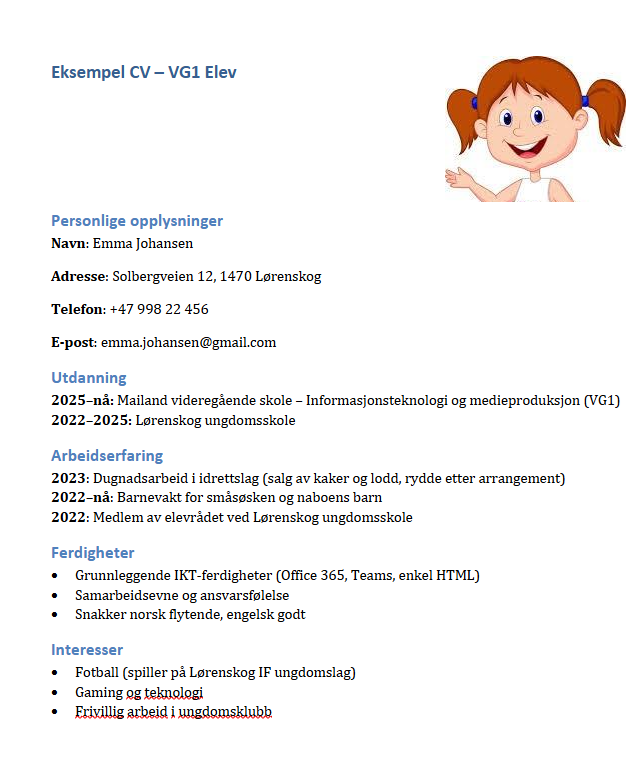 Eksempel CV – VG1 Elev
Personlige opplysninger
Navn: Emma Johansen
Adresse: Solbergveien 12, 1470 Lørenskog
Telefon: +47 998 22 456
E-post: emma.johansen@gmail.com
Utdanning
2025–nå: Mailand videregående skole – Informasjonsteknologi og medieproduksjon (VG1)
2022–2025: Lørenskog ungdomsskole
Arbeidserfaring
2023: Dugnadsarbeid i idrettslag (salg av kaker og lodd, rydde etter arrangement)
2022–nå: Barnevakt for småsøsken og naboens barn
2022: Medlem av elevrådet ved Lørenskog ungdomsskole
Ferdigheter
• Grunnleggende IKT-ferdigheter (Office 365, Teams, enkel HTML)
• Samarbeidsevne og ansvarsfølelse
• Snakker norsk flytende, engelsk godt
Interesser
• Fotball (spiller på Lørenskog IF ungdomslag)
• Gaming og teknologi
• Frivillig arbeid i ungdomsklubb